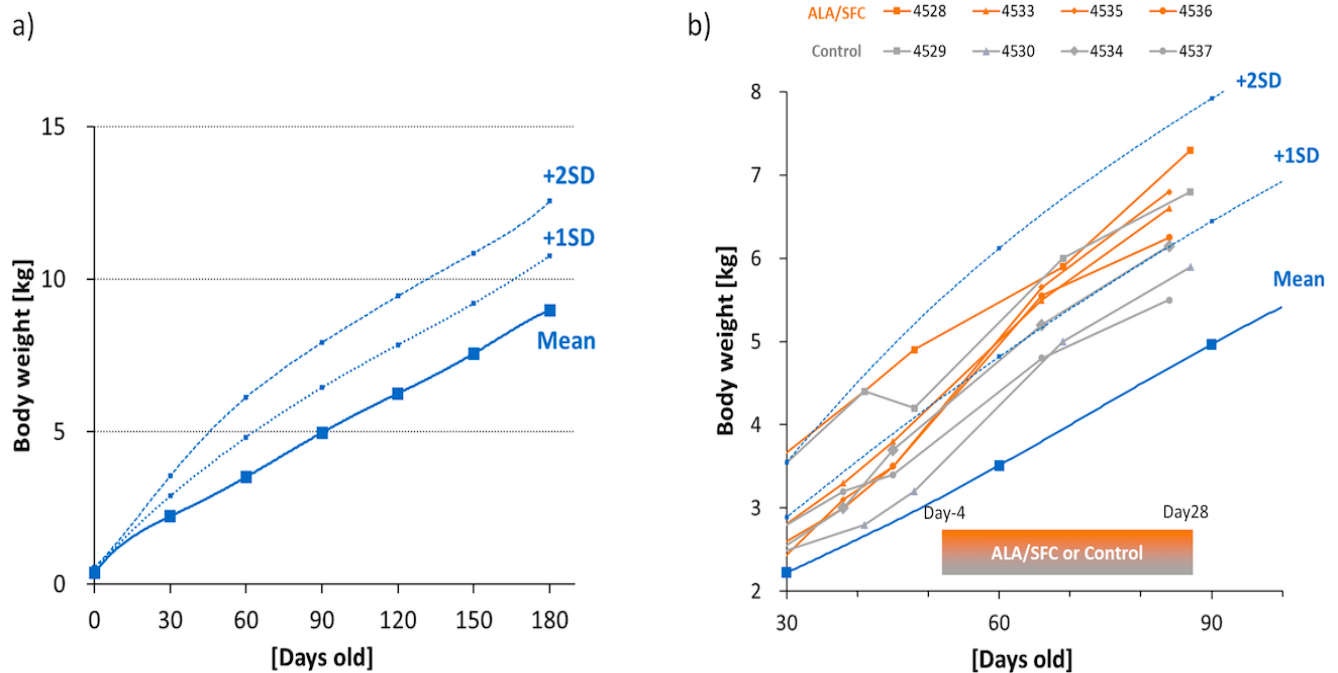 a)
15
10
5
0
0 30 60 90 120 150 180
Body weight [kg]
[Days old]
+2SD
+1SD
Mean
b)
ALA/SFC 4528 4533 4535 4536
Control 4529 4530 4534 4537
8
7
6
5
4
3
2
30 60 90
Body weight [kg]
[Days old]
+2SD
+1SD
Mean
Day-4 Day28
ALA/SFC or Control